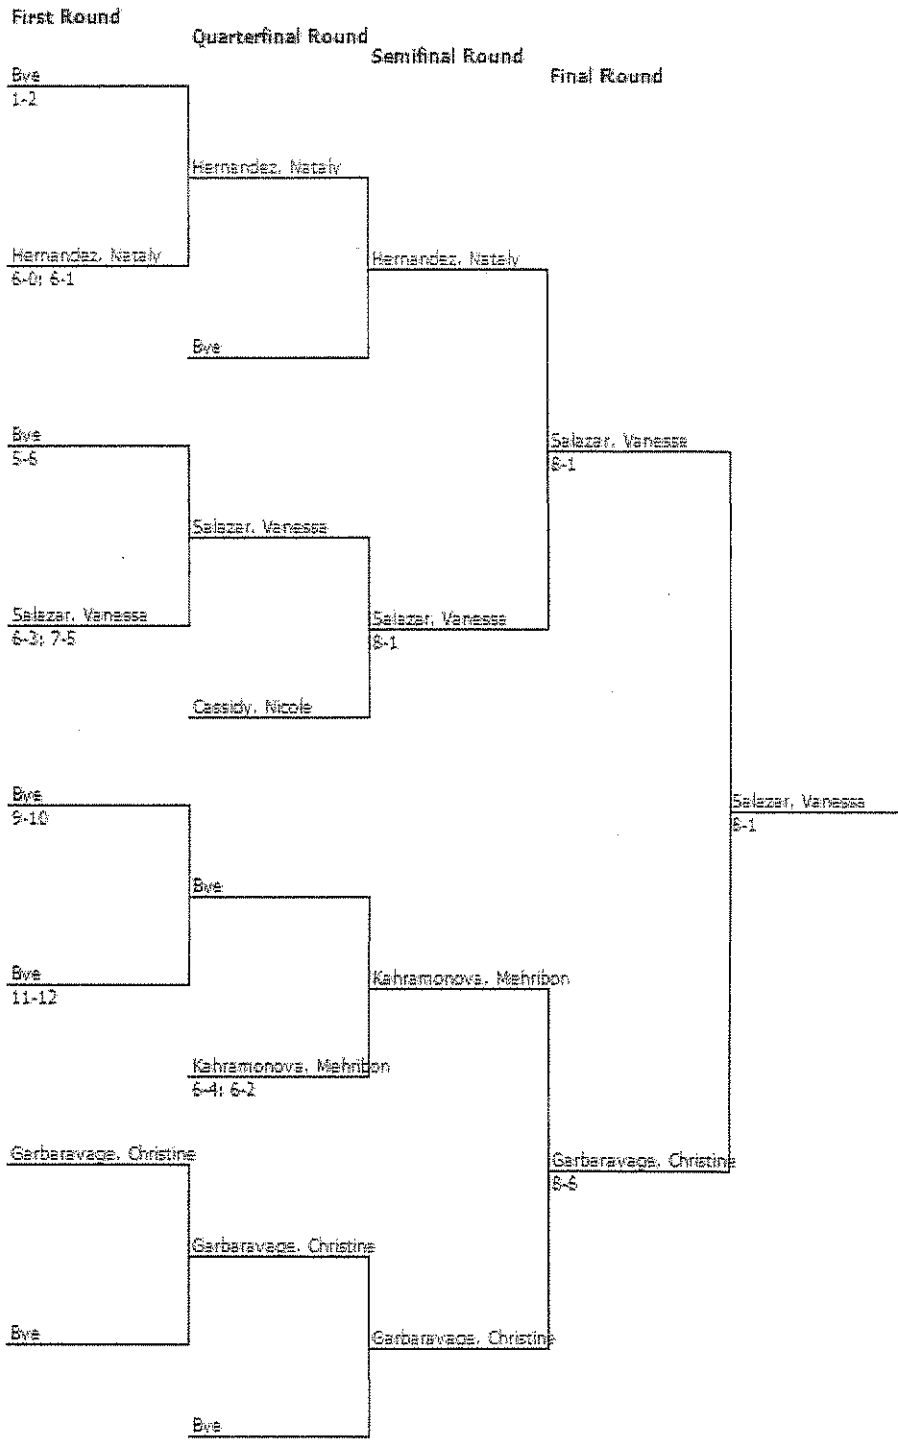 First Round
Quarterfinal Round
Semifinal Round
Final Round
Bye
1-2
Hernandez, Nataly
Hernandez, Nataly
6-0; 6-1
Hernandez, Nataly
Bye
Bye
5-6
Salazar, Vanessa
8-1
Salazar, Vanessa
Salazar, Vanessa
6-3; 7-5
Salazar, Vanessa
8-1
Cassidy, Nicole
Bye
9-10
Salazar, Vanessa
8-1
Bye
Bye
11-12
Kahramonova, Mehribon
Kahramonova, Mehribon
6-4; 6-2
Garbaravage, Christine
Garbaravage, Christine
8-6
Garbaravage, Christine
Bye
Garbaravage, Christine
Bye